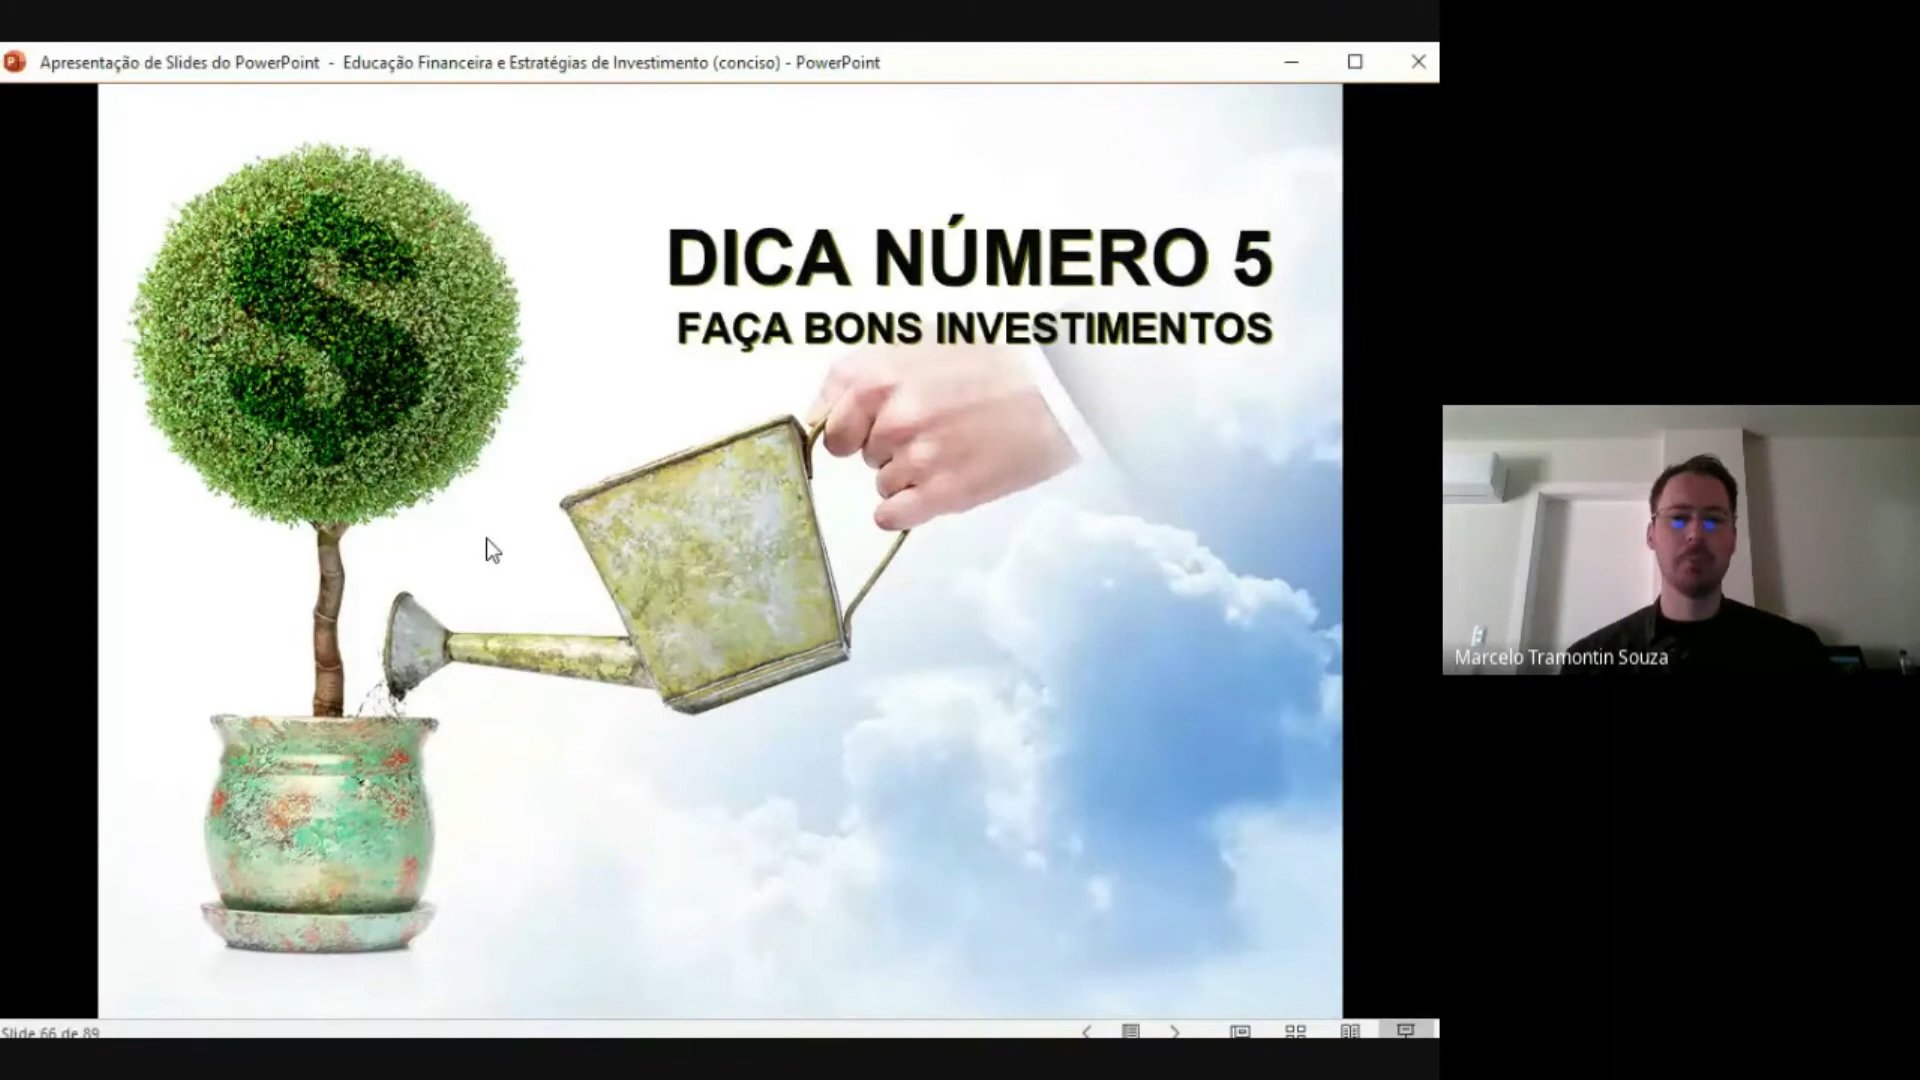 Apresentação de Slides do PowerPoint - Educação Financeira e Estratégias de Investimento (conciso) - PowerPoint
DICA NÚMERO 5
FAÇA BONS INVESTIMENTOS
Marcelo Tramontin Souza
Slide 66 de 89